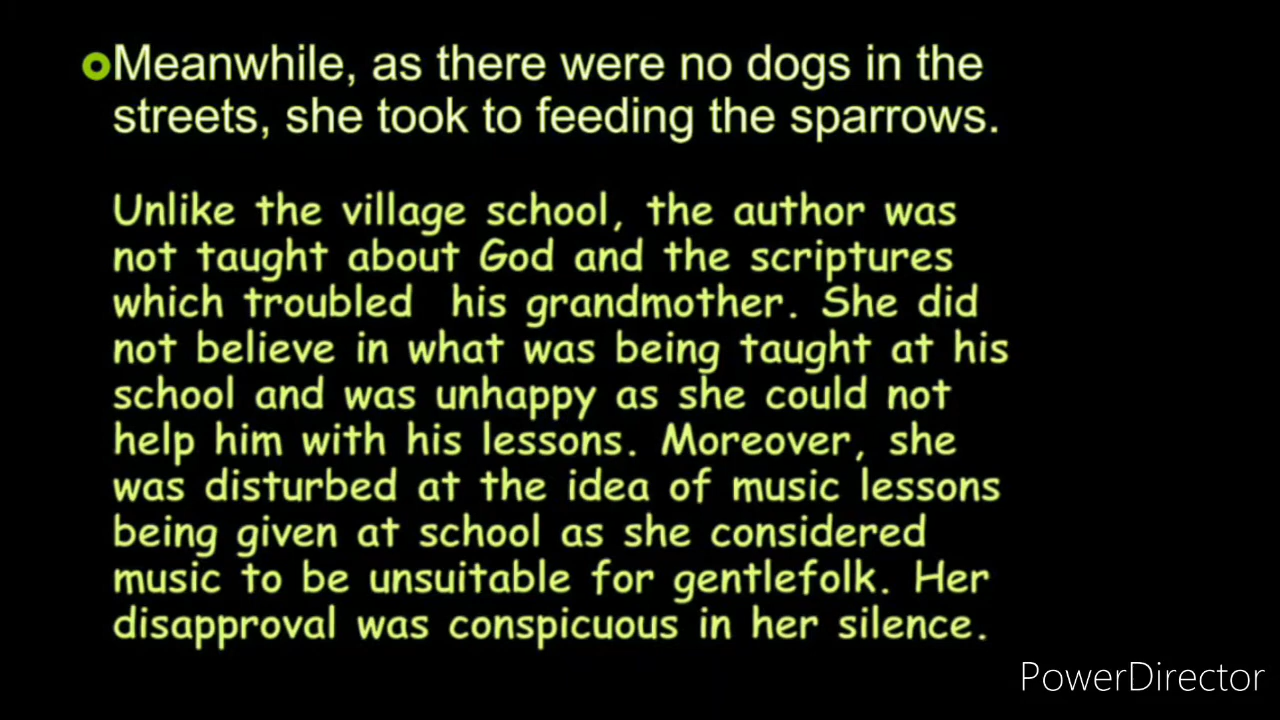 Meanwhile, as there were no dogs in the
streets, she took to feeding the sparrows.
Unlike the village school, the author was
not taught about God and the scriptures
which troubled his grandmother. She did
not believe in what was being taught at his
school and was unhappy as she could not
help him with his lessons. Moreover, she
was disturbed at the idea of music lessons
being given at school as she considered
music to be unsuitable for gentlefolk. Her
disapproval was conspicuous in her silence.
PowerDirector